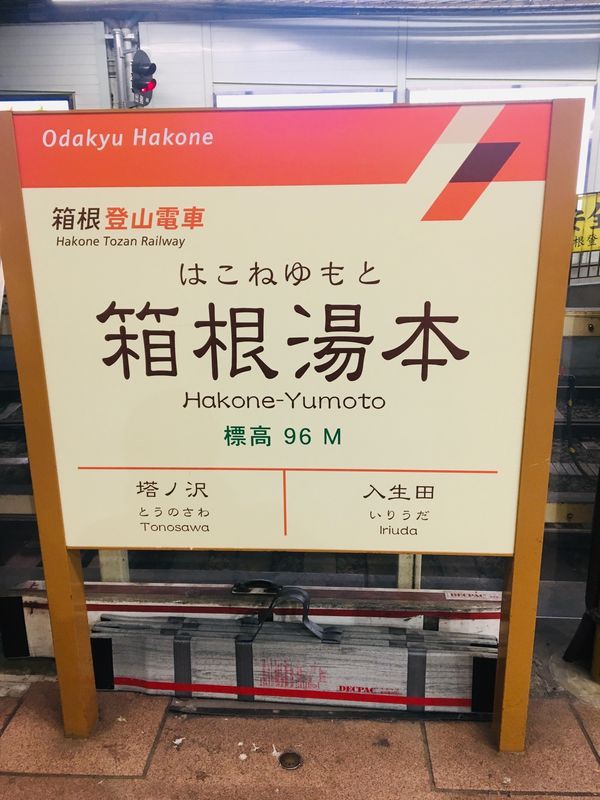 Odakyu Hakone
箱根登山電車
Hakone Tozan Railway
はこねゆもと
箱根湯本
Hakone-Yumoto
標高 96 M
塔ノ沢
とうのさわ
Tonosawa
入生田
いりうだ
Iriuda
DECPAC
DECPAC